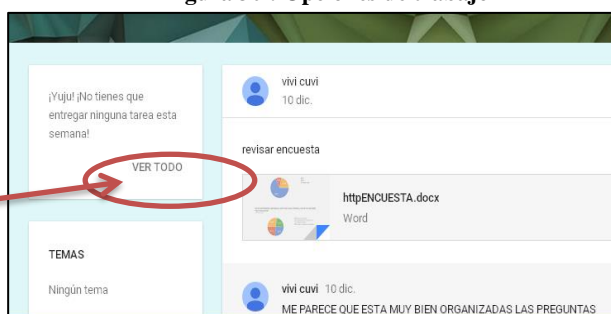 ¡Yuju! ¡No tienes que
entregar ninguna tarea esta
semana!
VER TODO
TEMAS
Ningún tema
vivi cuvi
10 dic.
revisar encuesta
httpENCUESTA.docx
Word
vivi cuvi 10 dic.
ME PARECE QUE ESTA MUY BIEN ORGANIZADAS LAS PREGUNTAS